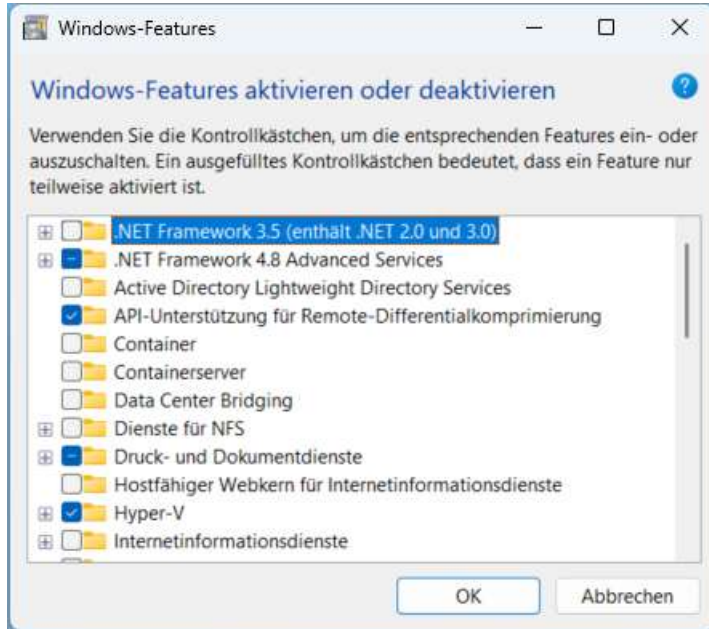 Windows-Features
Windows-Features aktivieren oder deaktivieren
?
Verwenden Sie die Kontrollkästchen, um die entsprechenden Features ein- oder
auszuschalten. Ein ausgefülltes Kontrollkästchen bedeutet, dass ein Feature nur
teilweise aktiviert ist.
.NET Framework 3.5 (enthält .NET 2.0 und 3.0)
.NET Framework 4.8 Advanced Services
Active Directory Lightweight Directory Services
API-Unterstützung für Remote-Differentialkomprimierung
Container
Containerserver
Data Center Bridging
Dienste für NFS
Druck- und Dokumentdienste
Hostfähiger Webkern für Internetinformationsdienste
Hyper-V
Internetinformationsdienste
OK
Abbrechen